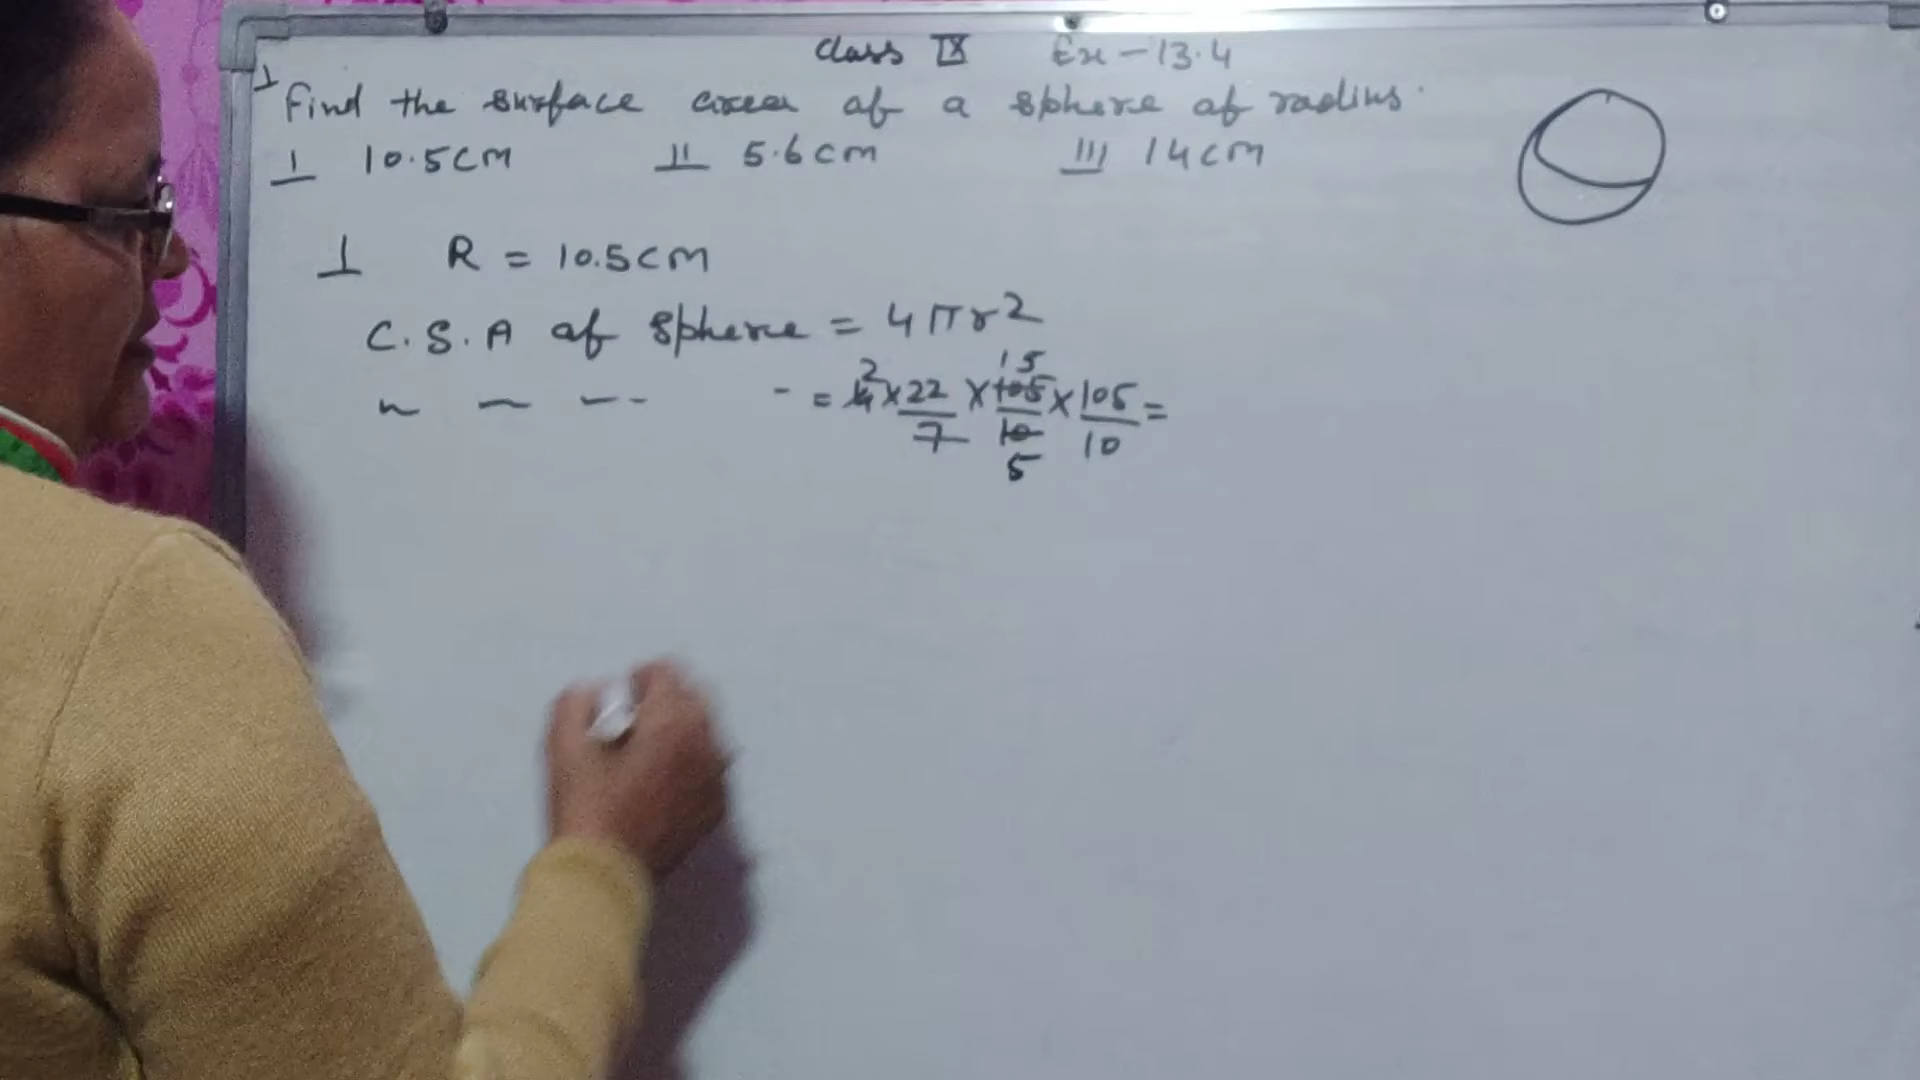 Class IX Ex - 13.4
1 Find the surface area of a sphere of radius.
I 10.5cm II 5.6cm III 14cm
I R = 10.5cm
C.S.A of sphere = 4πr2
2 15
" - - - = 4 × 22/7 × 105/10 × 105/10 =
5